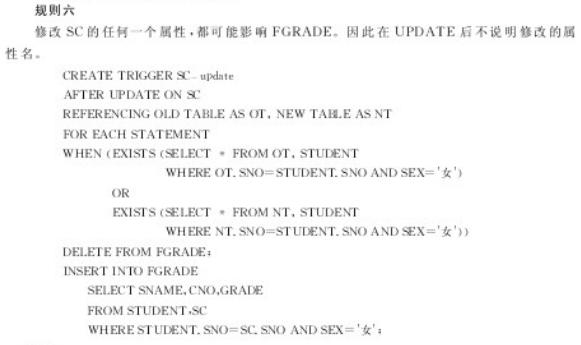 规则六
修改 SC 的任何一个属性，都可能影响 FGRADE。因此在 UPDATE 后不说明修改的属
性名。
CREATE TRIGGER SC_update
AFTER UPDATE ON SC
REFERENCING OLD TABLE AS OT, NEW TABLE AS NT
FOR EACH STATEMENT
WHEN (EXISTS (SELECT * FROM OT, STUDENT
WHERE OT. SNO=STUDENT. SNO AND SEX='女')
OR
EXISTS (SELECT * FROM NT, STUDENT
WHERE NT. SNO=STUDENT. SNO AND SEX='女'))
DELETE FROM FGRADE;
INSERT INTO FGRADE
SELECT SNAME,CNO,GRADE
FROM STUDENT,SC
WHERE STUDENT. SNO=SC. SNO AND SEX='女';